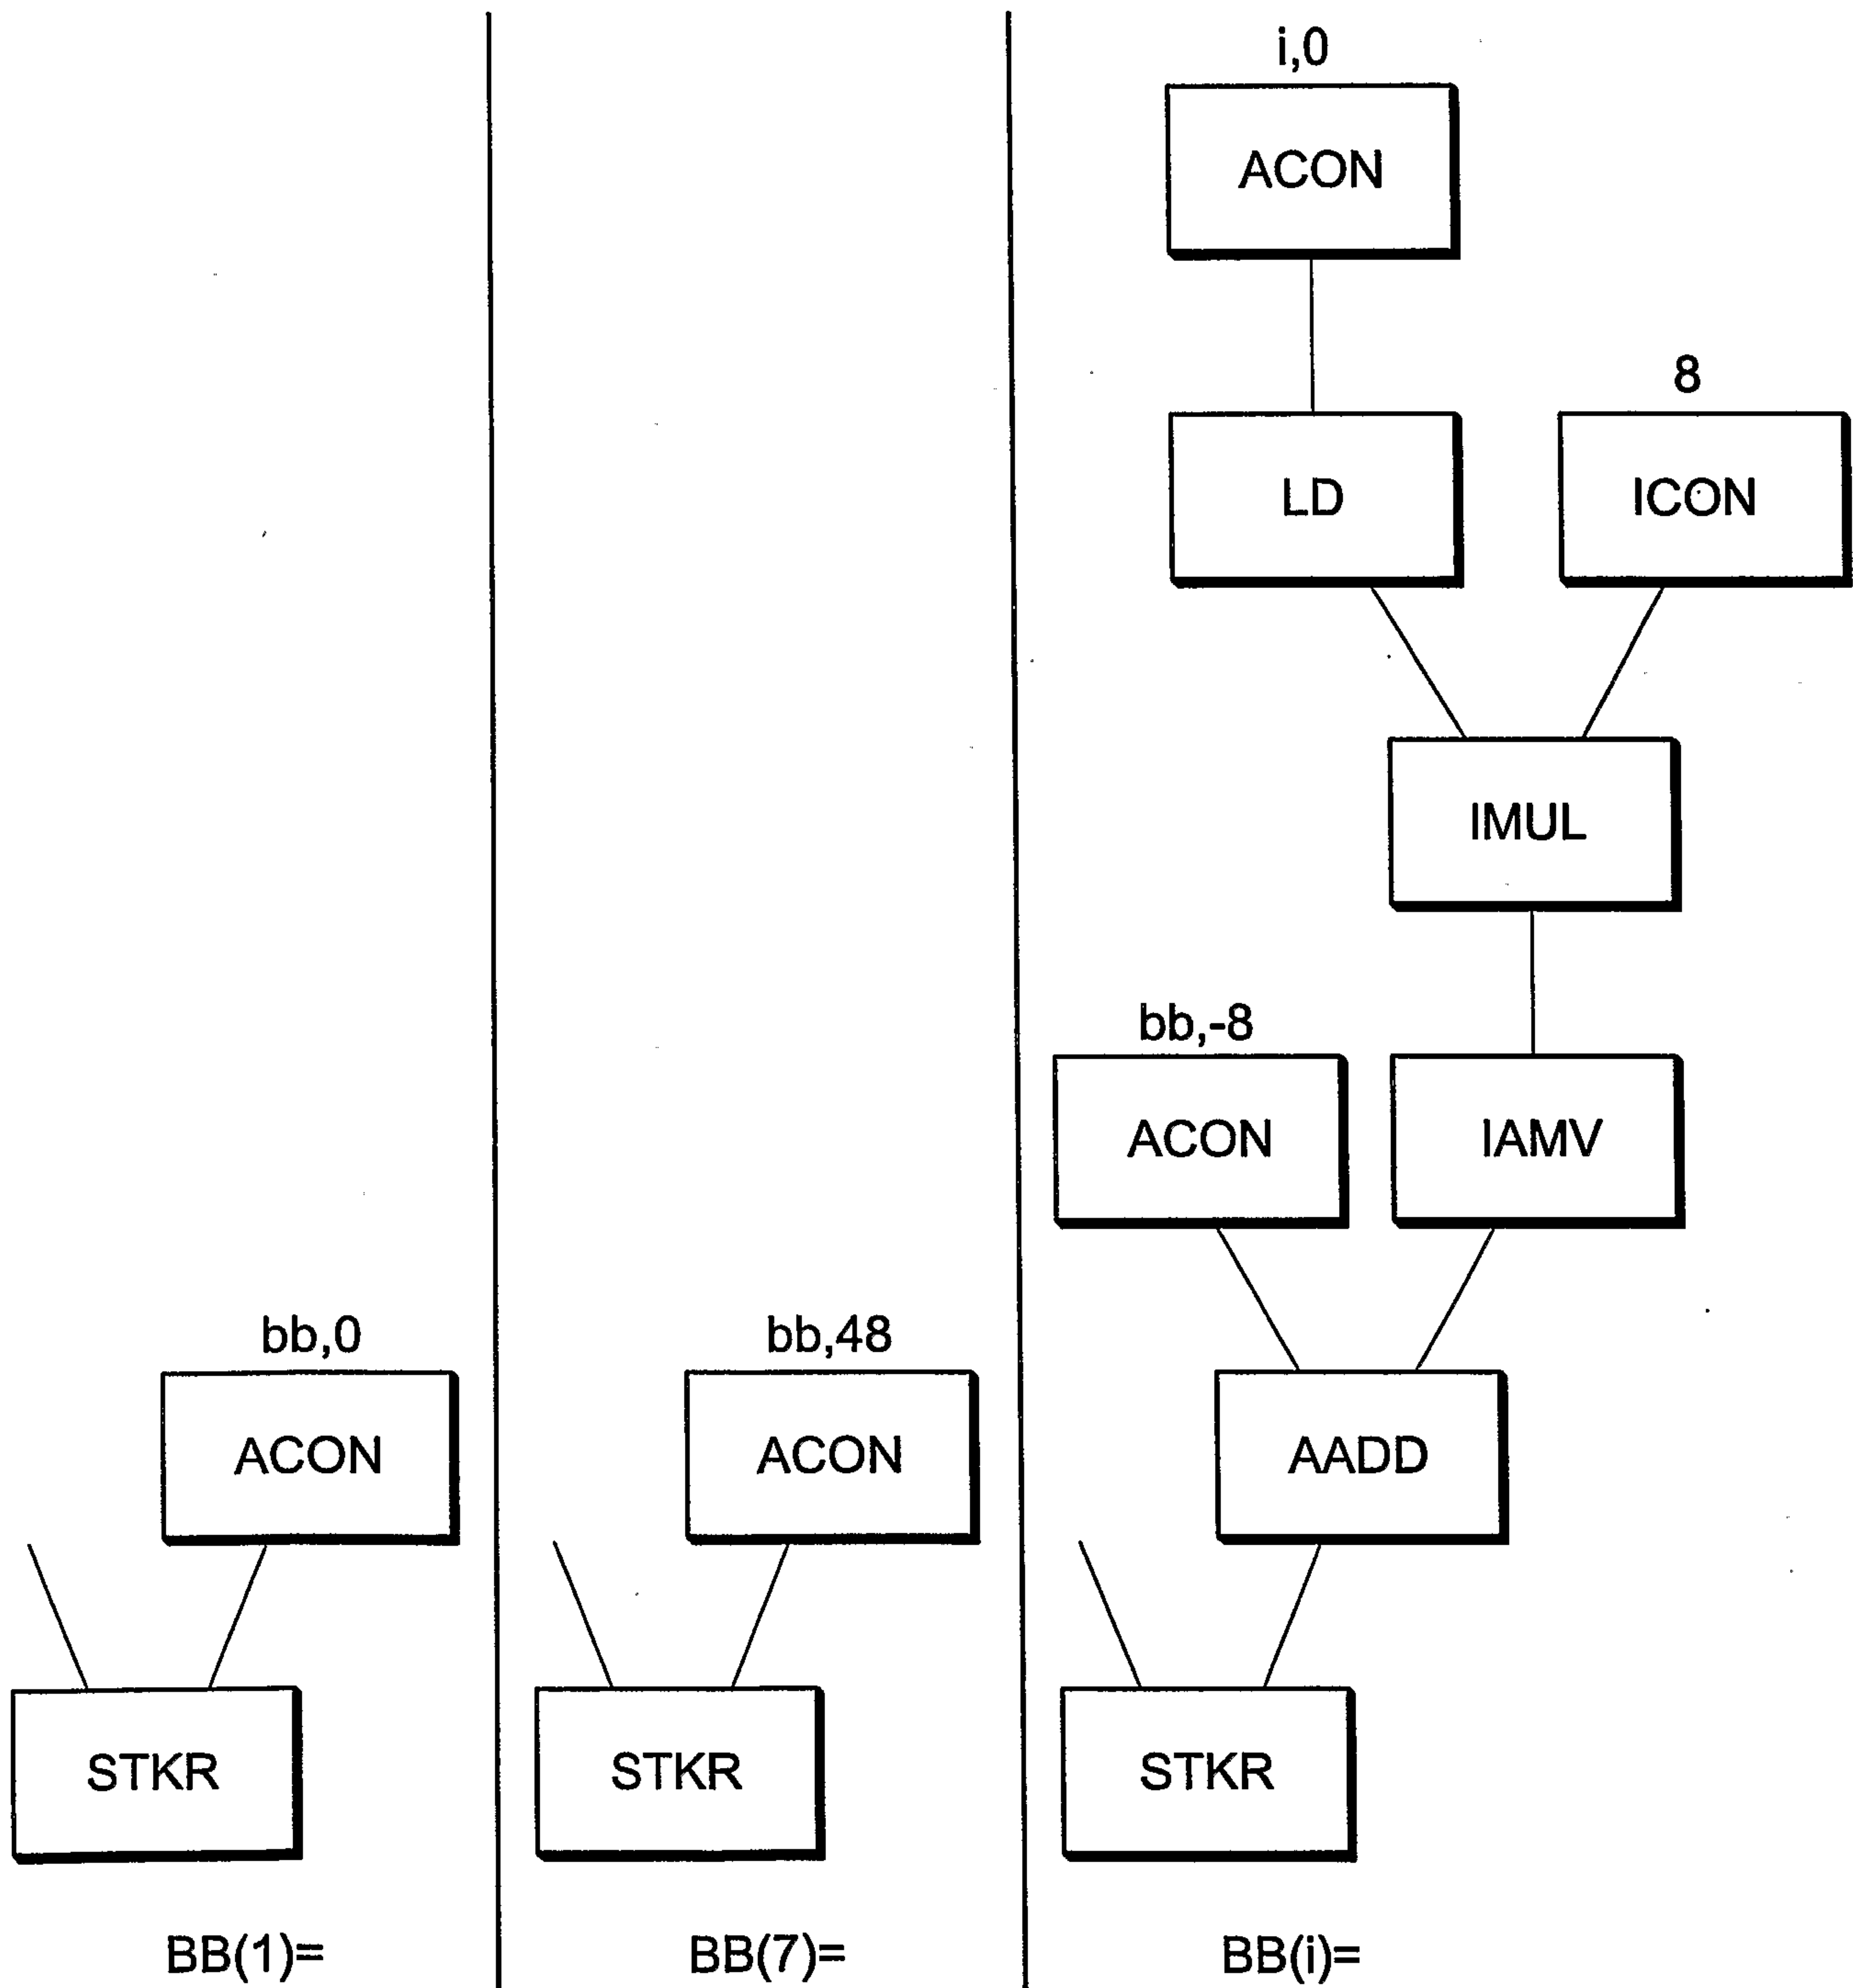 i,0
ACON
8
LD
ICON
IMUL
bb,-8
ACON
IAMV
bb,0
bb,48
ACON
ACON
AADD
STKR
STKR
STKR
BB(1)=
BB(7)=
BB(i)=